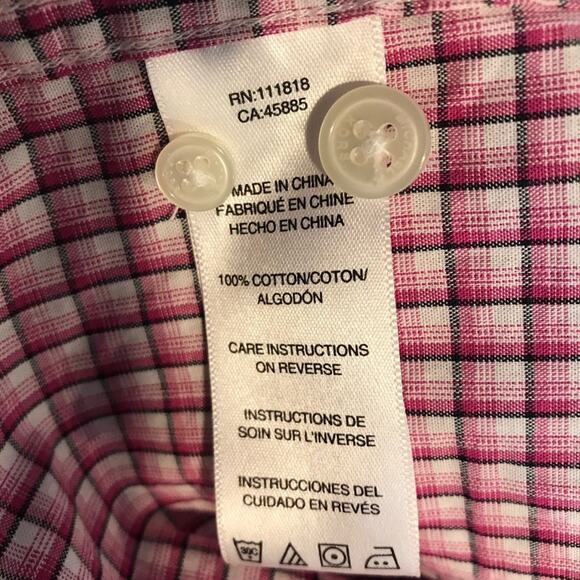 RN:111818
CA:45885
MADE IN CHINA
FABRIQUÉ EN CHINE
HECHO EN CHINA
100% COTTON/COTON/
ALGODÓN
CARE INSTRUCTIONS
ON REVERSE
INSTRUCTIONS DE
SOIN SUR L'INVERSE
INSTRUCCIONES DEL
CUIDADO EN REVÉS
30C